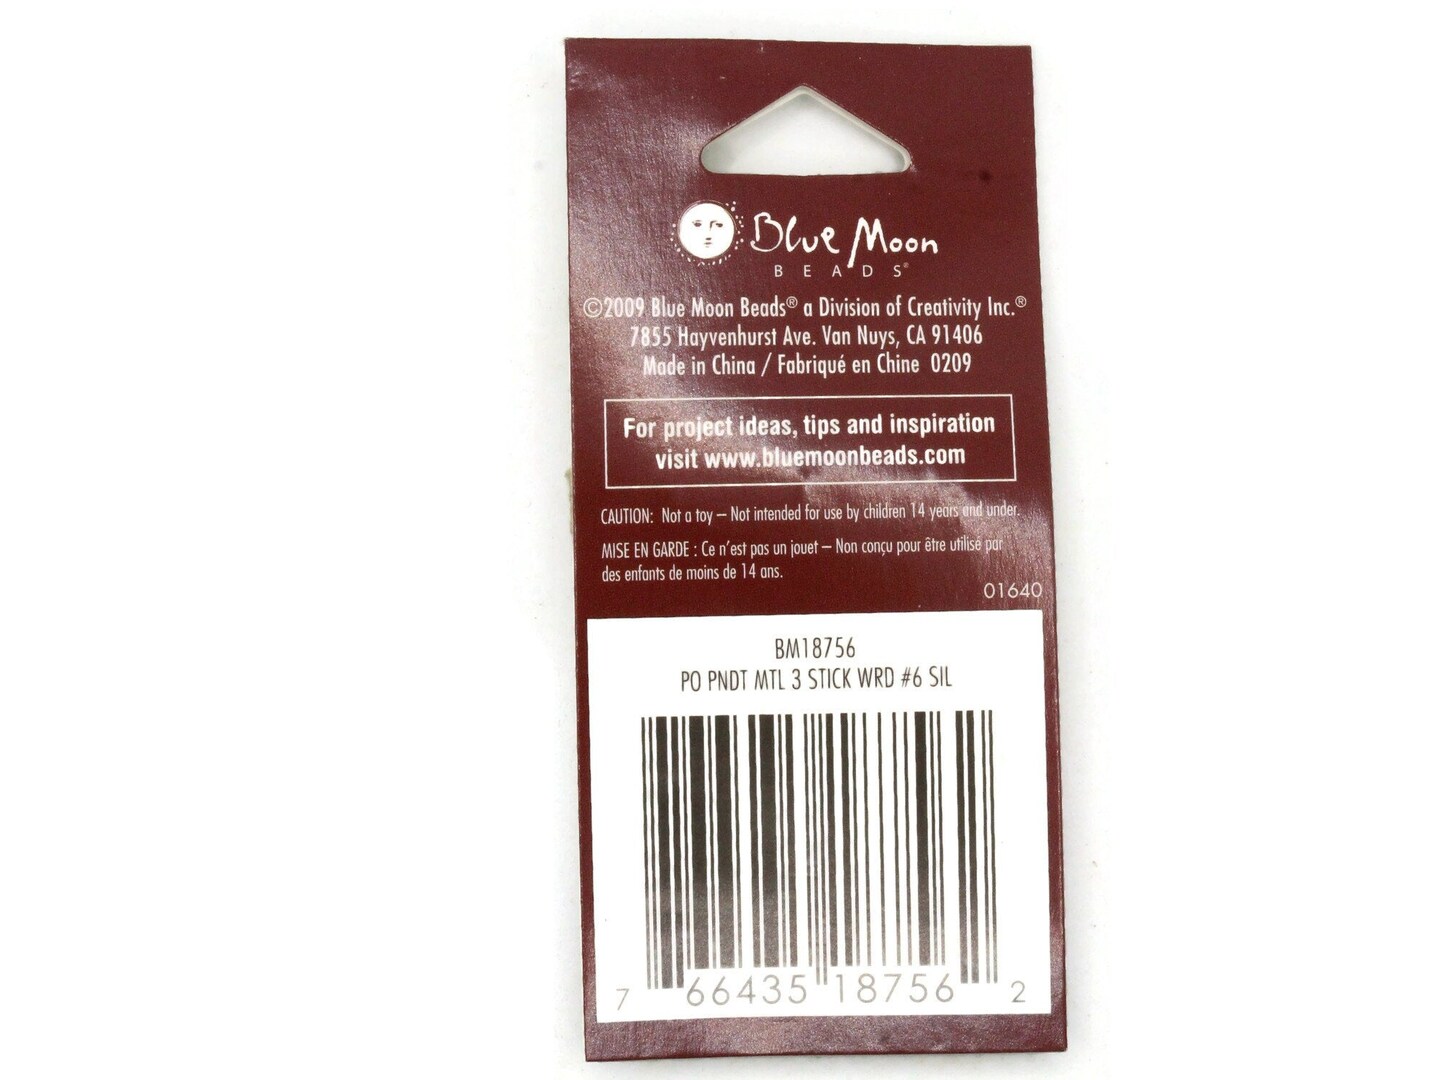 Blue Moon
BEADS®
©2009 Blue Moon Beads® a Division of Creativity Inc.®
7855 Hayvenhurst Ave. Van Nuys, CA 91406
Made in China / Fabriqué en Chine 0209
For project ideas, tips and inspiration
visit www.bluemoonbeads.com
CAUTION: Not a toy – Not intended for use by children 14 years and under.
MISE EN GARDE : Ce n'est pas un jouet – Non conçu pour être utilisé par
des enfants de moins de 14 ans.
01640
BM18756
PO PNDT MTL 3 STICK WRD #6 SIL
7 66435 18756 2